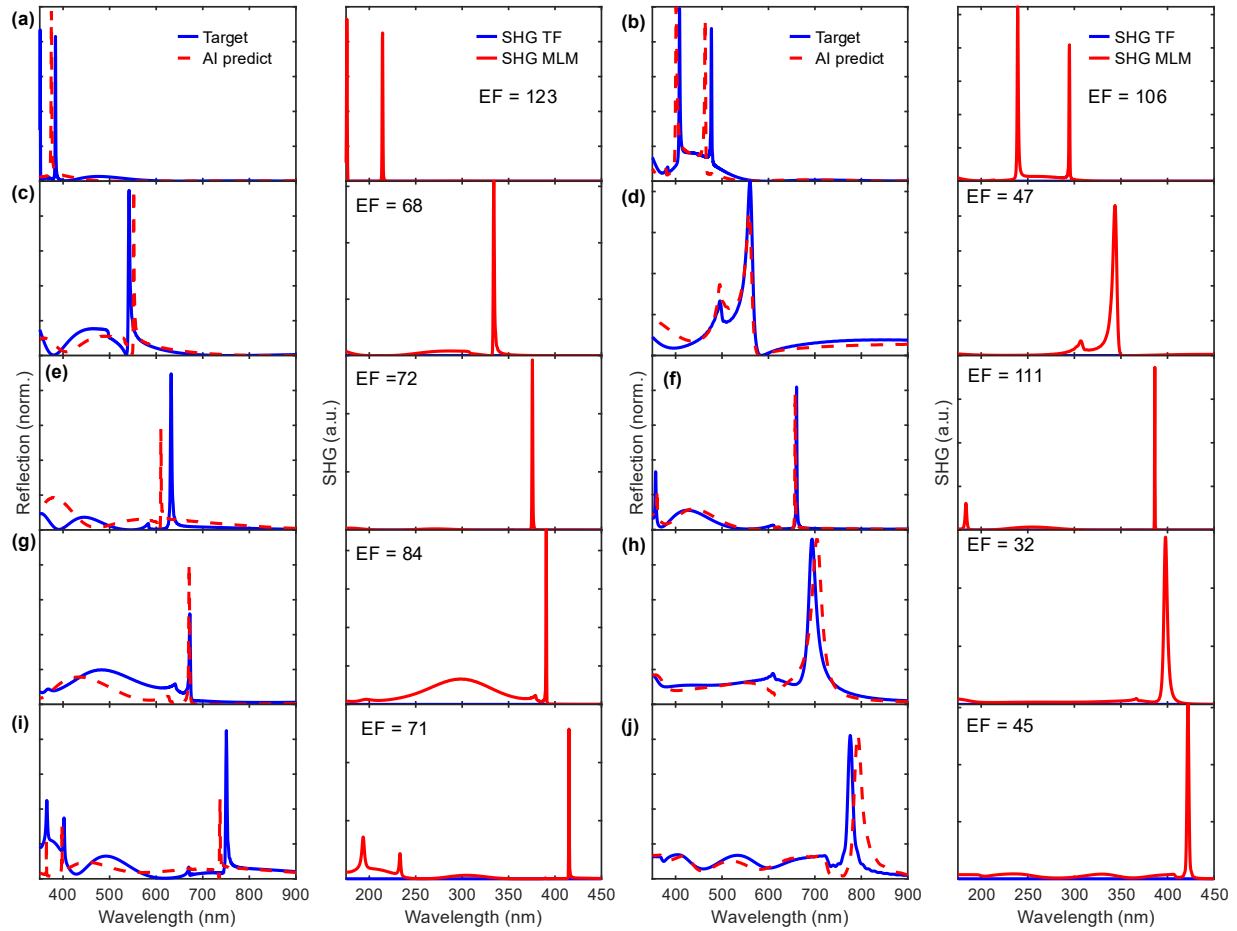 (a)
Target
AI predict
SHG TF
SHG MLM
EF = 123
(b)
Target
AI predict
SHG TF
SHG MLM
EF = 106
(c)
EF = 68
(d)
EF = 47
(e)
EF =72
(f)
EF = 111
Reflection (norm.)
SHG (a.u.)
Reflection (norm.)
SHG (a.u.)
(g)
EF = 84
(h)
EF = 32
(i)
EF = 71
(j)
EF = 45
400 500 600 700 800 900
200 250 300 350 400 450
400 500 600 700 800 900
200 250 300 350 400 450
Wavelength (nm)
Wavelength (nm)
Wavelength (nm)
Wavelength (nm)